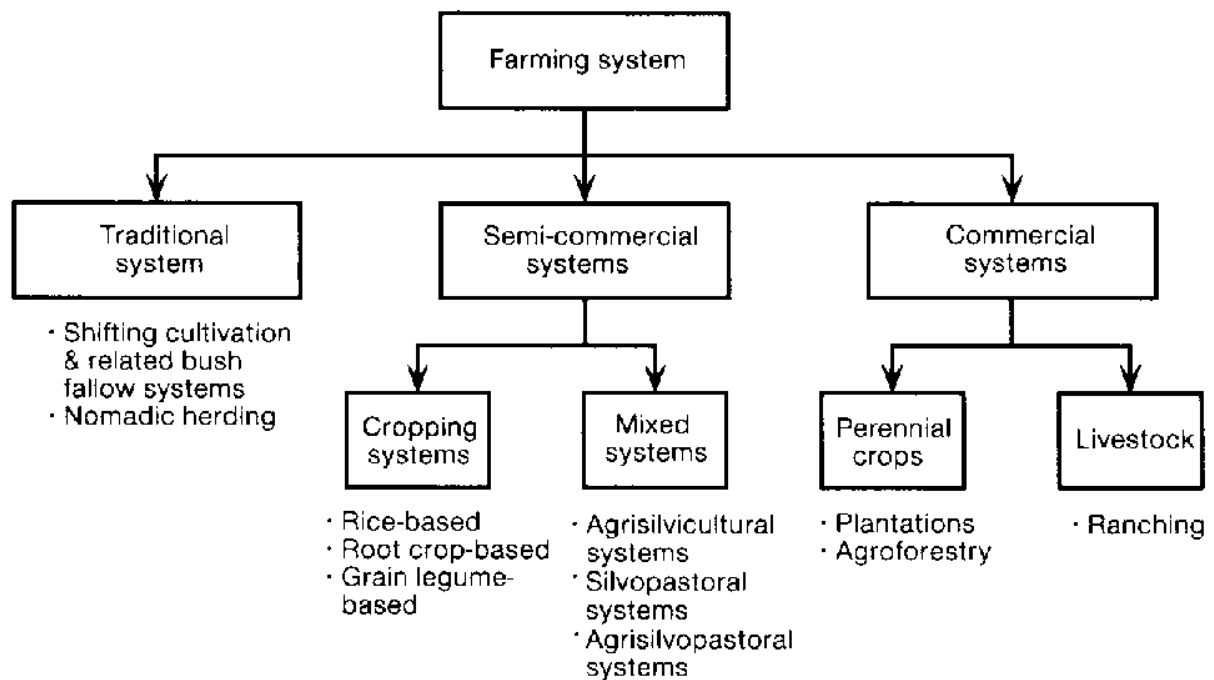 Farming system
Traditional
system
Semi-commercial
systems
Commercial
systems
· Shifting cultivation
& related bush
fallow systems
· Nomadic herding
Cropping
systems
Mixed
systems
Perennial
crops
Livestock
· Rice-based
· Root crop-based
· Grain legume-
based
· Agrisilvicultural
systems
· Silvopastoral
systems
· Agrisilvopastoral
systems
· Plantations
· Agroforestry
· Ranching